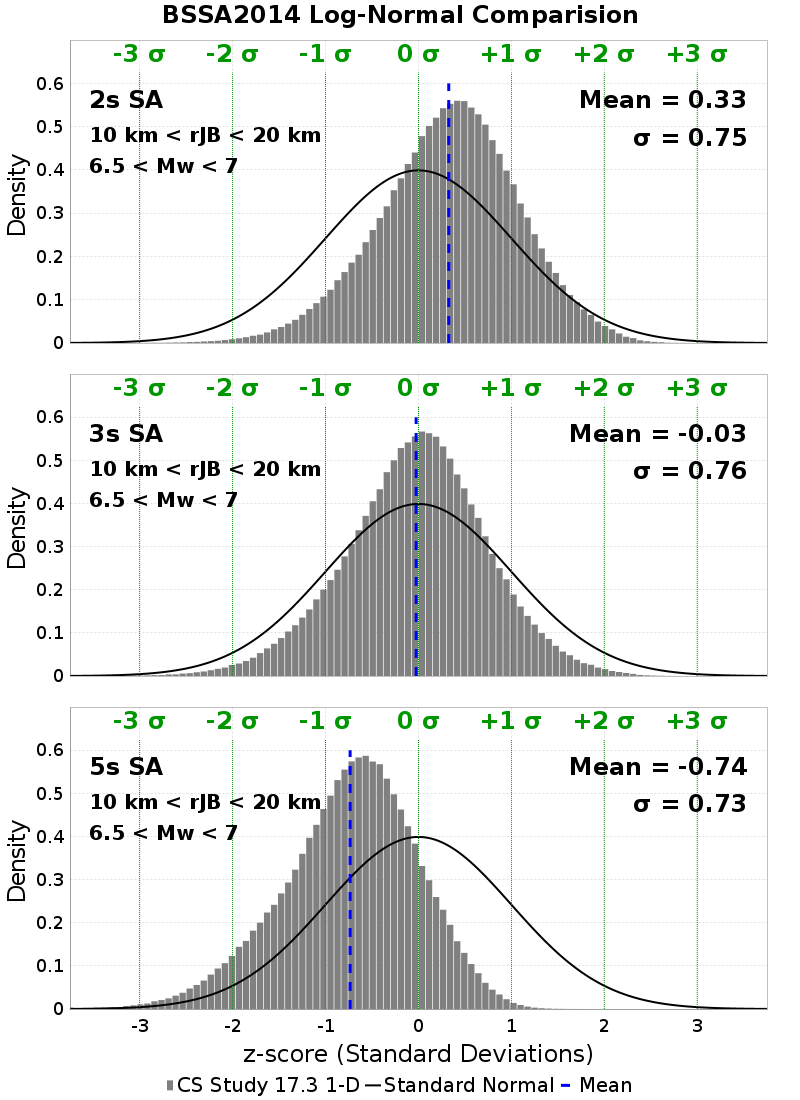 BSSA2014 Log-Normal Comparision
-3 σ -2 σ -1 σ 0 σ +1 σ +2 σ +3 σ
2s SA
10 km < rJB < 20 km
6.5 < Mw < 7
Mean = 0.33
σ = 0.75
Density
0.6
0.5
0.4
0.3
0.2
0.1
0
-3 σ -2 σ -1 σ 0 σ +1 σ +2 σ +3 σ
3s SA
10 km < rJB < 20 km
6.5 < Mw < 7
Mean = -0.03
σ = 0.76
Density
0.6
0.5
0.4
0.3
0.2
0.1
0
-3 σ -2 σ -1 σ 0 σ +1 σ +2 σ +3 σ
5s SA
10 km < rJB < 20 km
6.5 < Mw < 7
Mean = -0.74
σ = 0.73
Density
0.6
0.5
0.4
0.3
0.2
0.1
0
-3 -2 -1 0 1 2 3
z-score (Standard Deviations)
CS Study 17.3 1-D Standard Normal Mean